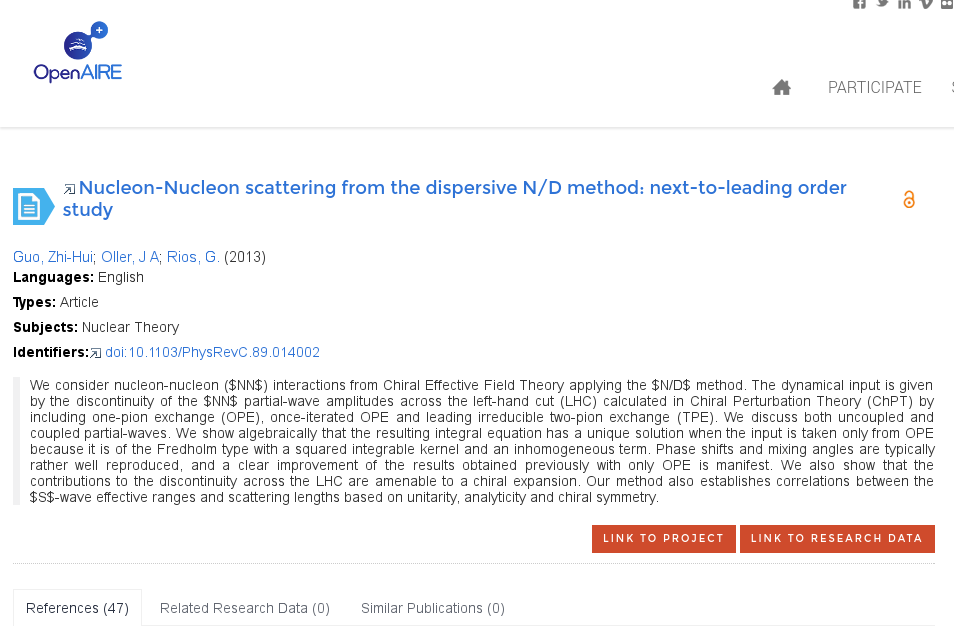 OpenAIRE
PARTICIPATE
Nucleon-Nucleon scattering from the dispersive N/D method: next-to-leading order
study
Guo, Zhi-Hui; Oller, J A; Rios, G. (2013)
Languages: English
Types: Article
Subjects: Nuclear Theory
Identifiers: doi:10.1103/PhysRevC.89.014002
We consider nucleon-nucleon ($NN$) interactions from Chiral Effective Field Theory applying the $N/D$ method. The dynamical input is given
by the discontinuity of the $NN$ partial-wave amplitudes across the left-hand cut (LHC) calculated in Chiral Perturbation Theory (ChPT) by
including one-pion exchange (OPE), once-iterated OPE and leading irreducible two-pion exchange (TPE). We discuss both uncoupled and
coupled partial-waves. We show algebraically that the resulting integral equation has a unique solution when the input is taken only from OPE
because it is of the Fredholm type with a squared integrable kernel and an inhomogeneous term. Phase shifts and mixing angles are typically
rather well reproduced, and a clear improvement of the results obtained previously with only OPE is manifest. We also show that the
contributions to the discontinuity across the LHC are amenable to a chiral expansion. Our method also establishes correlations between the
$S$-wave effective ranges and scattering lengths based on unitarity, analyticity and chiral symmetry.
LINK TO PROJECT LINK TO RESEARCH DATA
References (47) Related Research Data (0) Similar Publications (0)